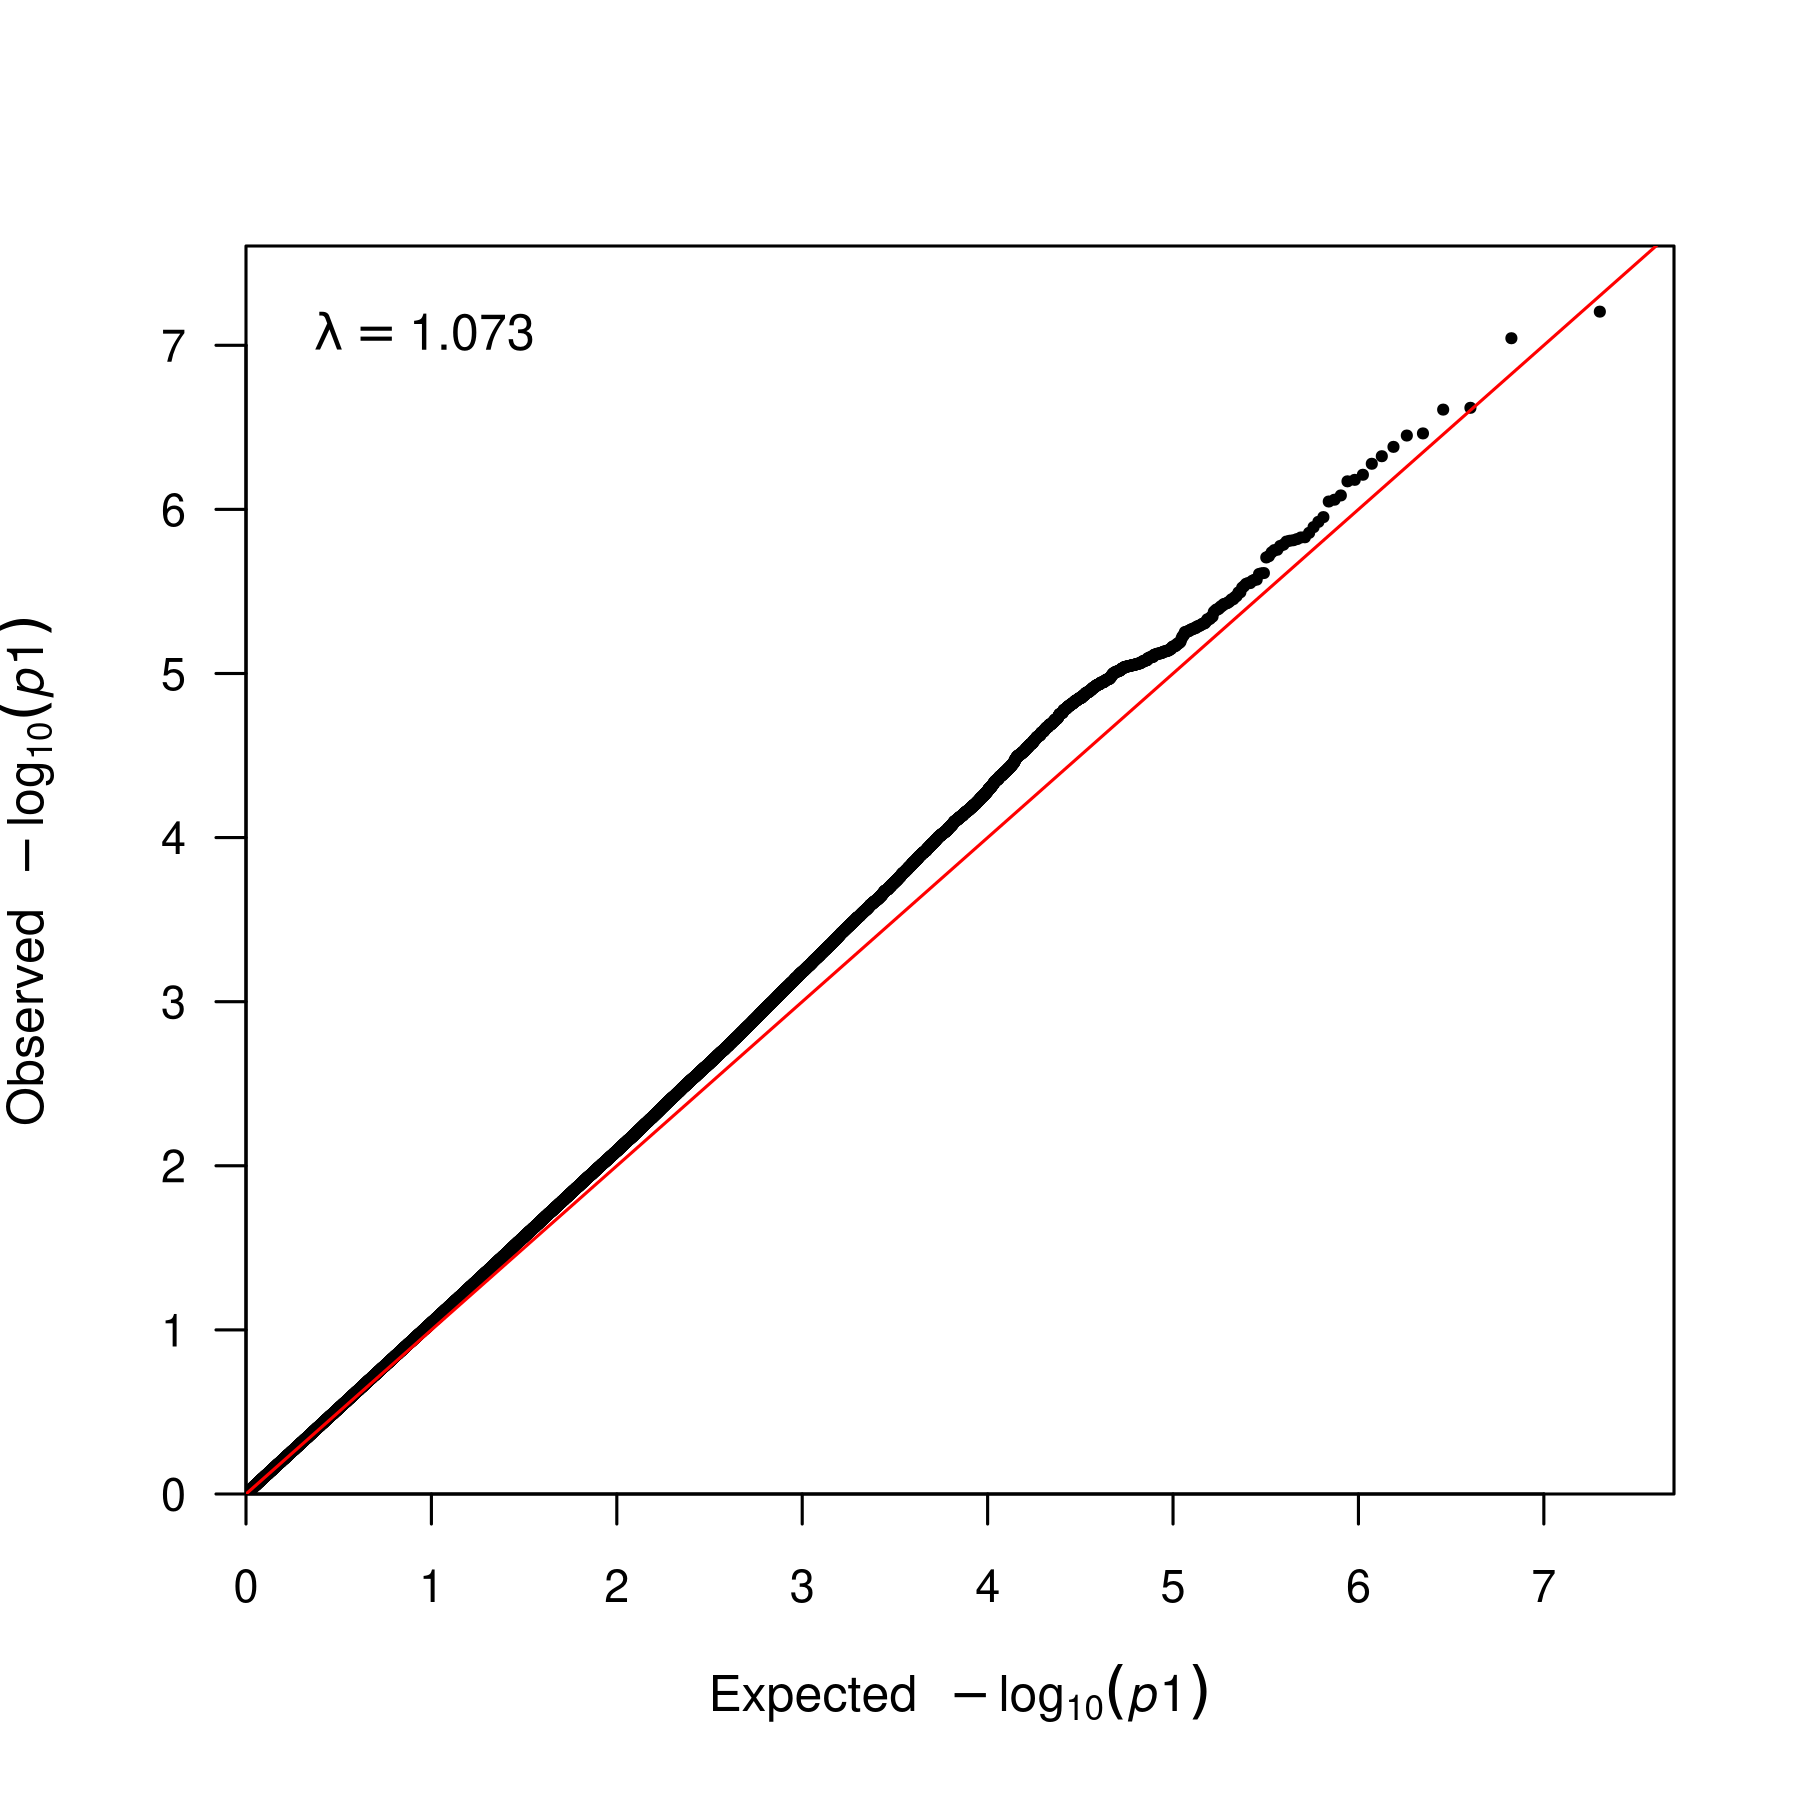 λ = 1.073
Observed −log₁₀(p1)
7
6
5
4
3
2
1
0
0 1 2 3 4 5 6 7
Expected −log₁₀(p1)